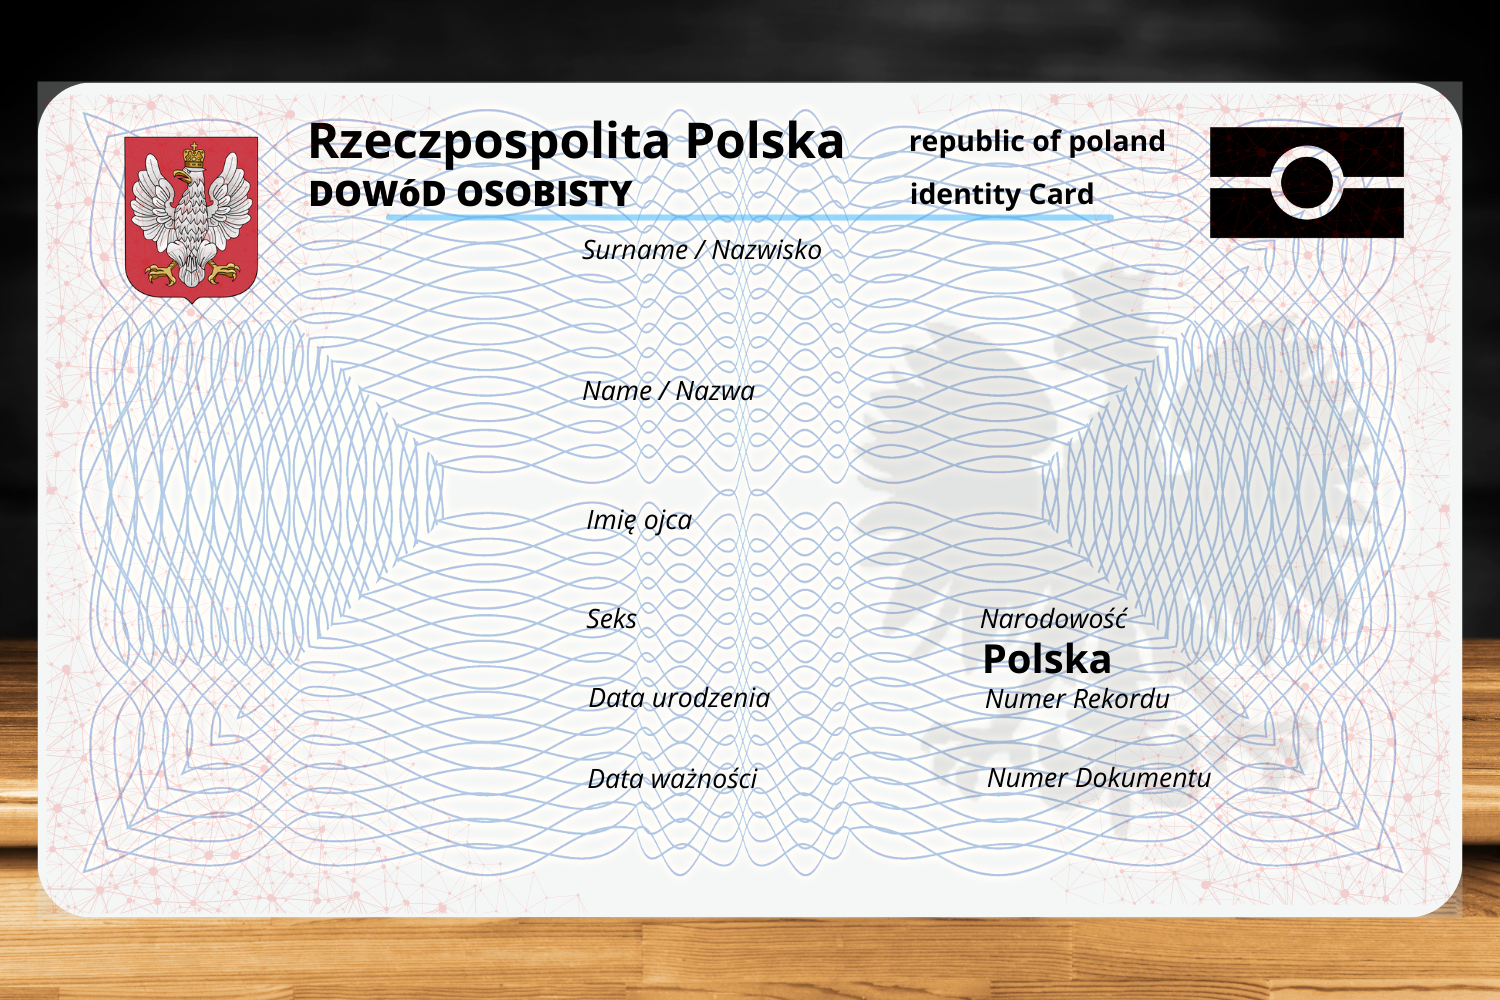 Rzeczpospolita Polska
republic of poland
DOWóD OSOBISTY
identity Card
Surname / Nazwisko
Name / Nazwa
Imię ojca
Seks
Narodowość
Polska
Data urodzenia
Numer Rekordu
Data ważności
Numer Dokumentu